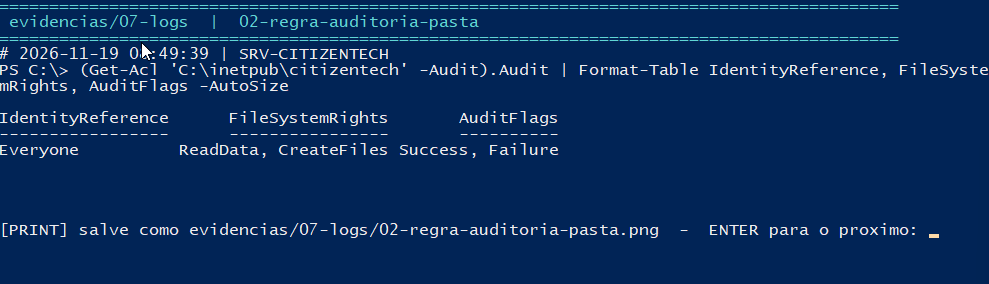 ==========================================================================================
evidencias/07-logs | 02-regra-auditoria-pasta
==========================================================================================
# 2026-11-19 :49:39 | SRV-CITIZENTECH
PS C:\> (Get-Acl 'C:\inetpub\citizentech' -Audit).Audit | Format-Table IdentityReference, FileSyste
mRights, AuditFlags -AutoSize
IdentityReference FileSystemRights AuditFlags
----------------- ---------------- ----------
Everyone ReadData, CreateFiles Success, Failure
[PRINT] salve como evidencias/07-logs/02-regra-auditoria-pasta.png - ENTER para o proximo: _